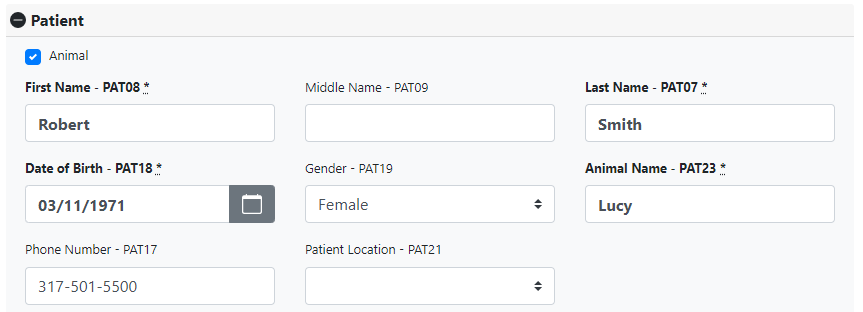 Patient
Animal
First Name - PAT08 * Middle Name - PAT09 Last Name - PAT07 *
Robert Smith
Date of Birth - PAT18 * Gender - PAT19 Animal Name - PAT23 *
03/11/1971 Female Lucy
Phone Number - PAT17 Patient Location - PAT21
317-501-5500